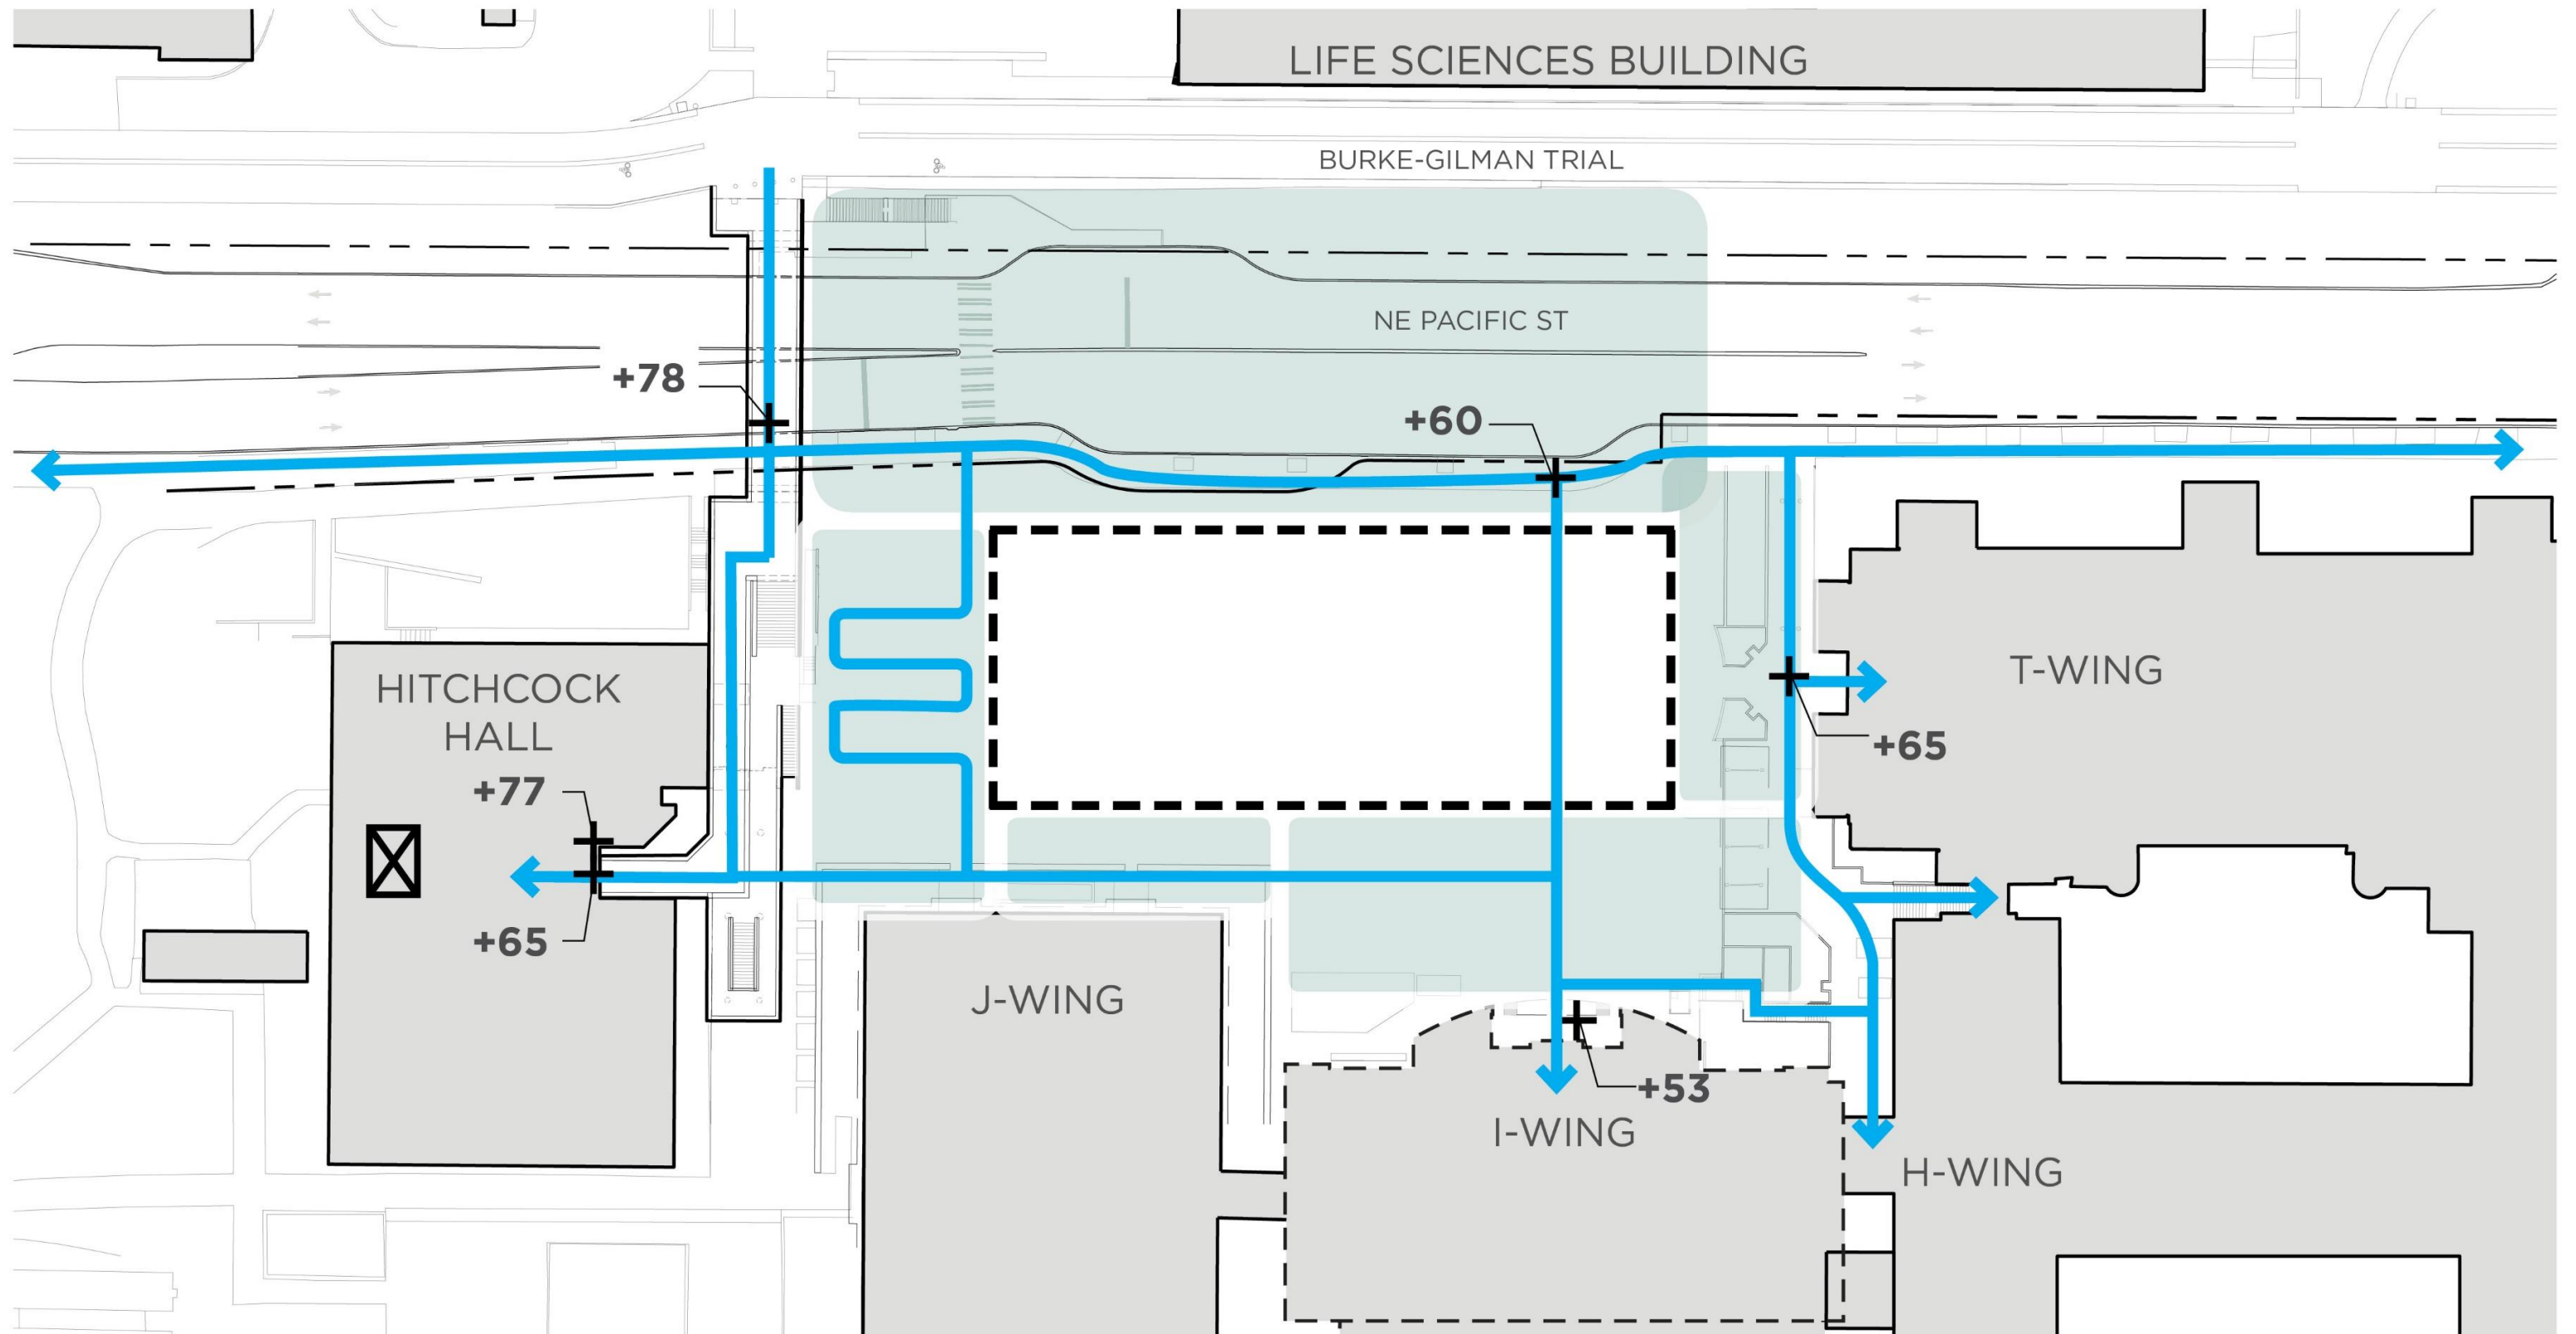 LIFE SCIENCES BUILDING
BURKE-GILMAN TRIAL
NE PACIFIC ST
+78
+60
HITCHCOCK
HALL
T-WING
+65
+77
+65
J-WING
+53
I-WING
H-WING